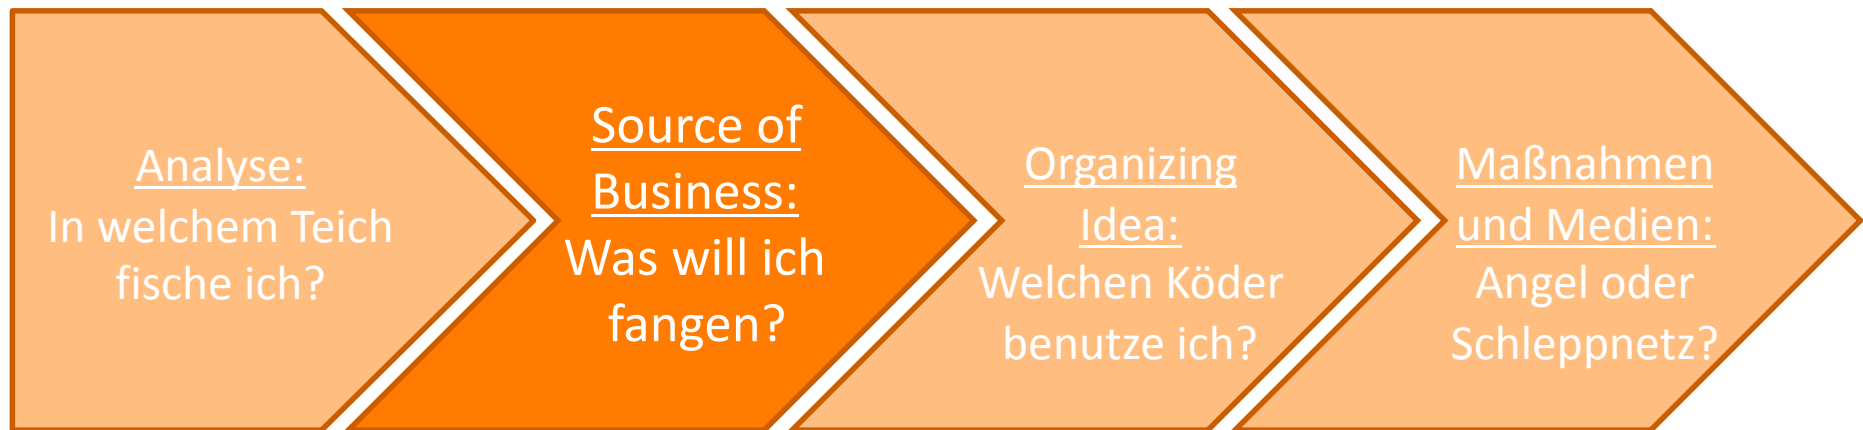 Analyse:
In welchem Teich
fische ich?
Source of
Business:
Was will ich
fangen?
Organizing
Idea:
Welchen Köder
benutze ich?
Maßnahmen
und Medien:
Angel oder
Schleppnetz?